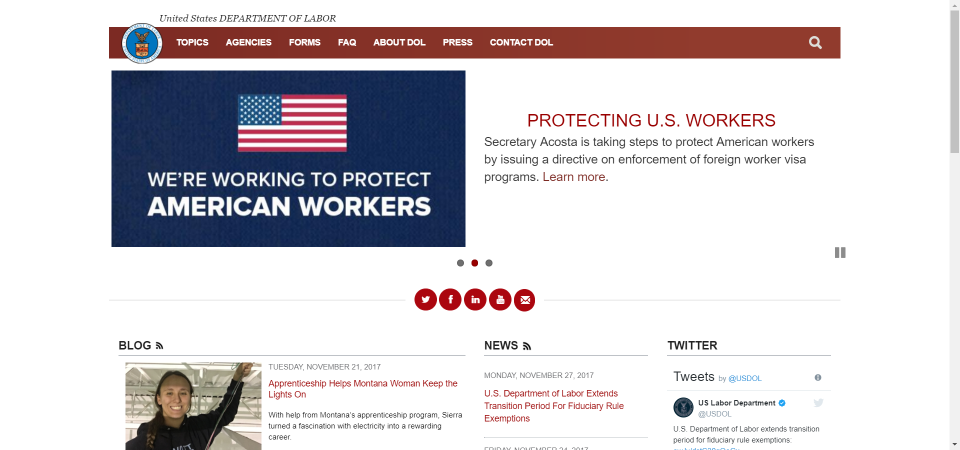 United States DEPARTMENT OF LABOR
TOPICS AGENCIES FORMS FAQ ABOUT DOL PRESS CONTACT DOL
WE'RE WORKING TO PROTECT
AMERICAN WORKERS
PROTECTING U.S. WORKERS
Secretary Acosta is taking steps to protect American workers
by issuing a directive on enforcement of foreign worker visa
programs. Learn more.
BLOG
TUESDAY, NOVEMBER 21, 2017
Apprenticeship Helps Montana Woman Keep the
Lights On
With help from Montana's apprenticeship program, Sierra
turned a fascination with electricity into a rewarding
career.
NEWS
MONDAY, NOVEMBER 27, 2017
U.S. Department of Labor Extends
Transition Period For Fiduciary Rule
Exemptions
TWITTER
Tweets by @USDOL
US Labor Department
@USDOL
U.S. Department of Labor extends transition
period for fiduciary rule exemptions: